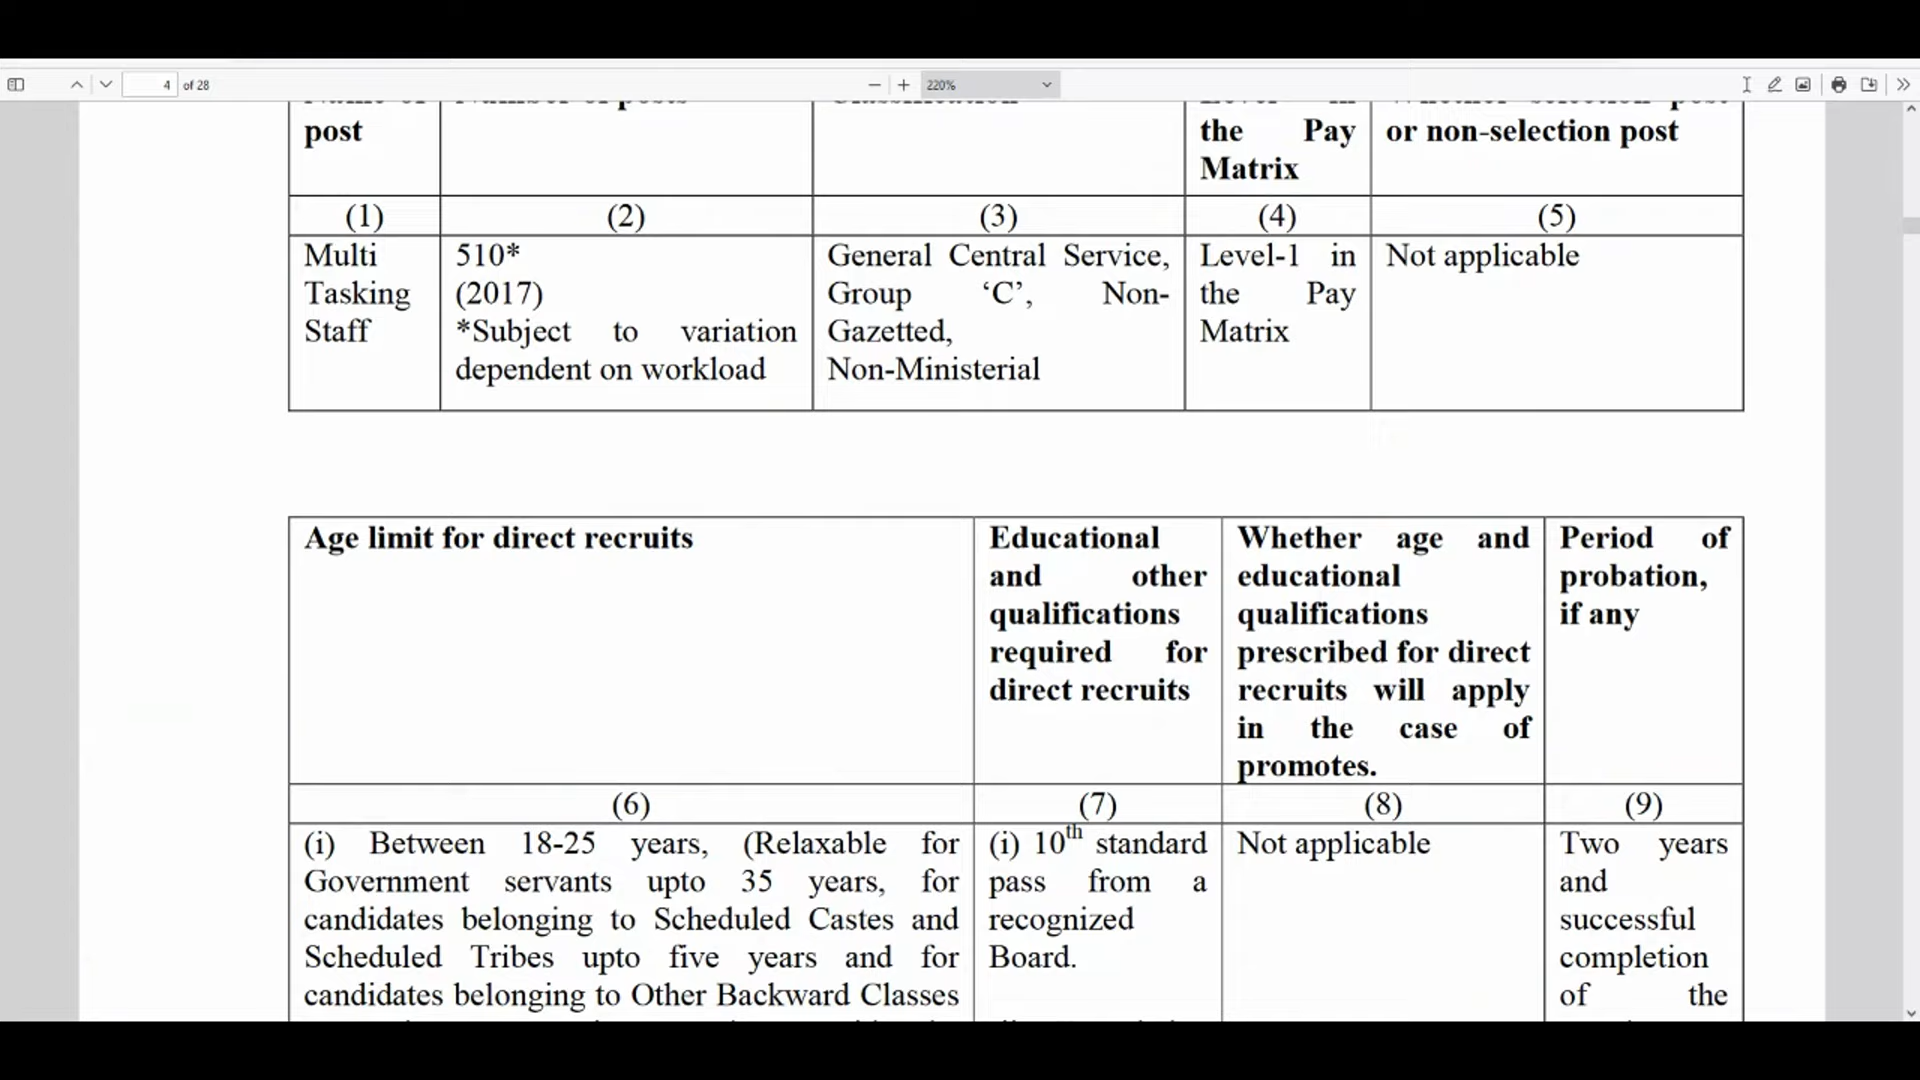 4 of 28
220%
post
the Pay
Matrix
or non-selection post
(1) (2) (3) (4) (5)
Multi
Tasking
Staff
510*
(2017)
*Subject to variation
dependent on workload
General Central Service,
Group ‘C’, Non-
Gazetted,
Non-Ministerial
Level-1 in
the Pay
Matrix
Not applicable
Age limit for direct recruits
Educational
and other
qualifications
required for
direct recruits
Whether age and
educational
qualifications
prescribed for direct
recruits will apply
in the case of
promotes.
Period of
probation,
if any
(6) (7) (8) (9)
(i) Between 18-25 years, (Relaxable for
Government servants upto 35 years, for
candidates belonging to Scheduled Castes and
Scheduled Tribes upto five years and for
candidates belonging to Other Backward Classes
(i) 10th standard
pass from a
recognized
Board.
Not applicable
Two years
and
successful
completion
of the